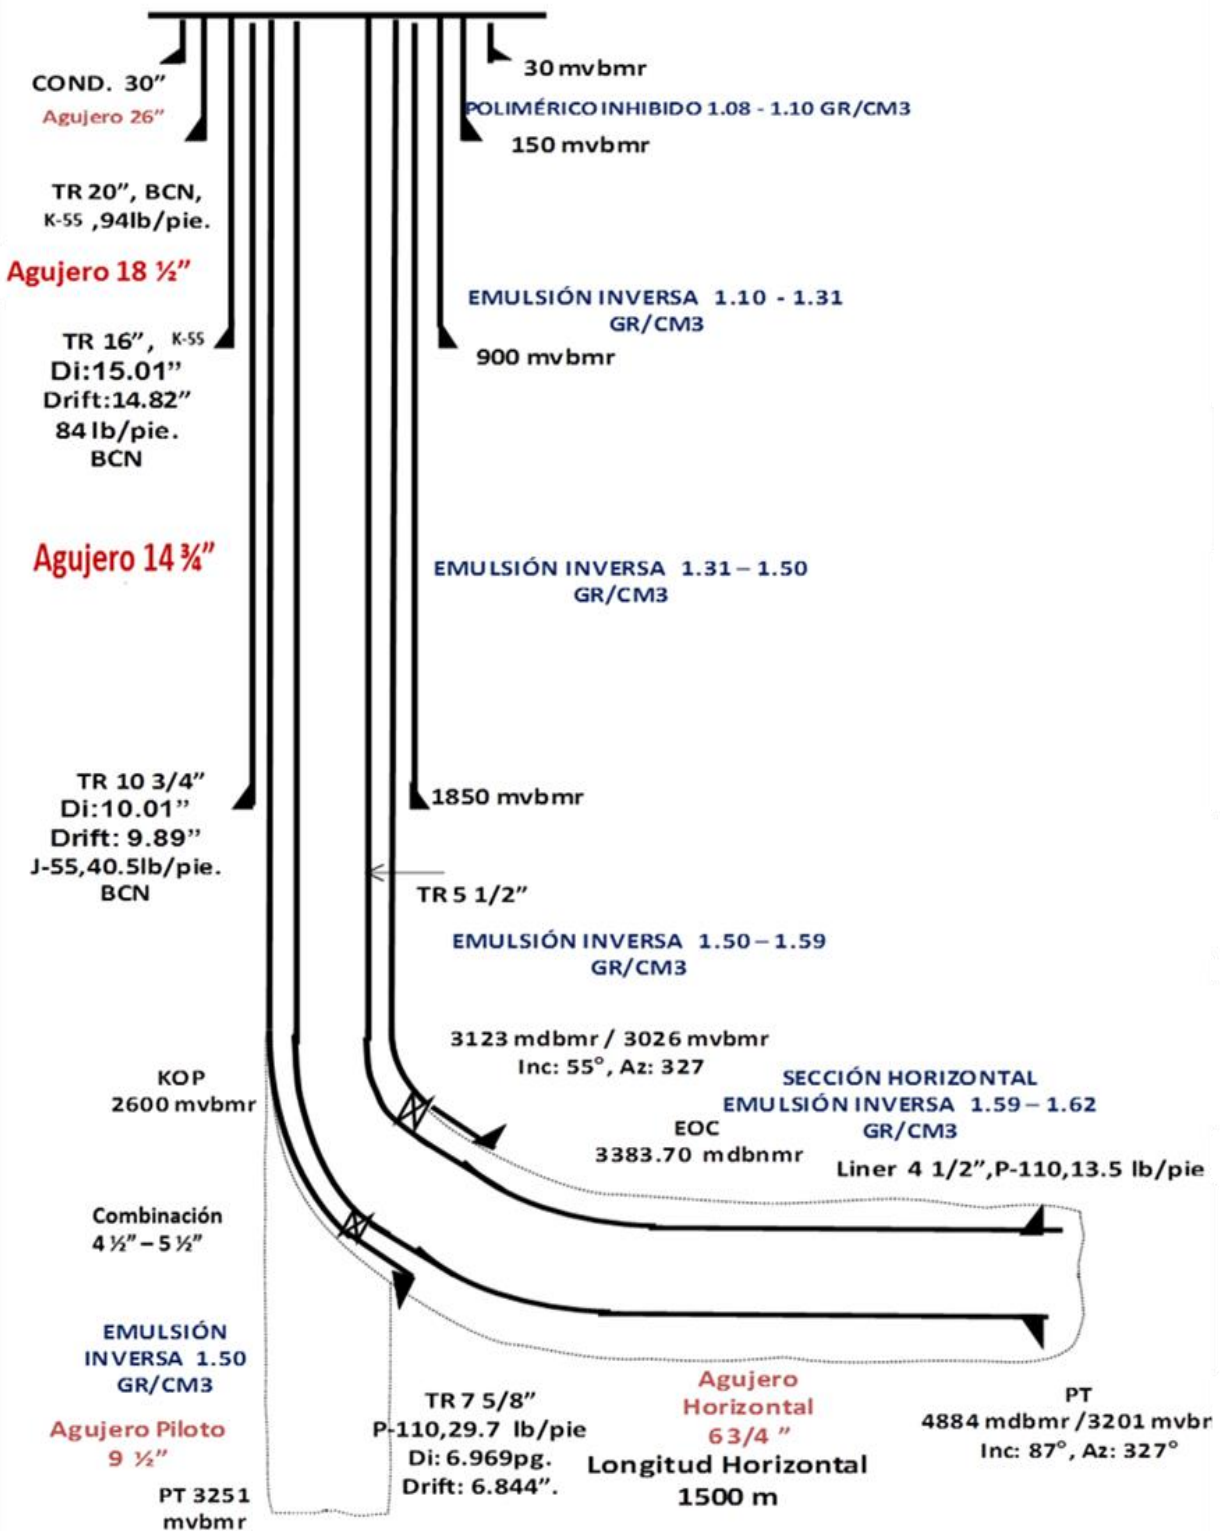 COND. 30”
Agujero 26”
30 mvbmr
POLIMÉRICO INHIBIDO 1.08 - 1.10 GR/CM3
150 mvbmr
TR 20”, BCN,
K-55 ,94lb/pie.
Agujero 18 ½”
EMULSIÓN INVERSA 1.10 - 1.31
GR/CM3
900 mvbmr
TR 16”, K-55
Di:15.01”
Drift:14.82”
84 lb/pie.
BCN
Agujero 14 ¾”
EMULSIÓN INVERSA 1.31 – 1.50
GR/CM3
TR 10 3/4”
Di:10.01”
Drift: 9.89”
J-55,40.5lb/pie.
BCN
1850 mvbmr
TR 5 1/2”
EMULSIÓN INVERSA 1.50 – 1.59
GR/CM3
3123 mdbmr / 3026 mvbmr
Inc: 55°, Az: 327
KOP
2600 mvbmr
SECCIÓN HORIZONTAL
EMULSIÓN INVERSA 1.59 – 1.62
GR/CM3
EOC
3383.70 mdbnmr
Liner 4 1/2”,P-110,13.5 lb/pie
Combinación
4 ½” – 5 ½”
EMULSIÓN
INVERSA 1.50
GR/CM3
Agujero Piloto
9 ½”
PT 3251
mvbmr
TR 7 5/8”
P-110,29.7 lb/pie
Di: 6.969pg.
Drift: 6.844”.
Agujero
Horizontal
6 3/4 ”
Longitud Horizontal
1500 m
PT
4884 mdbmr /3201 mvbr
Inc: 87°, Az: 327°